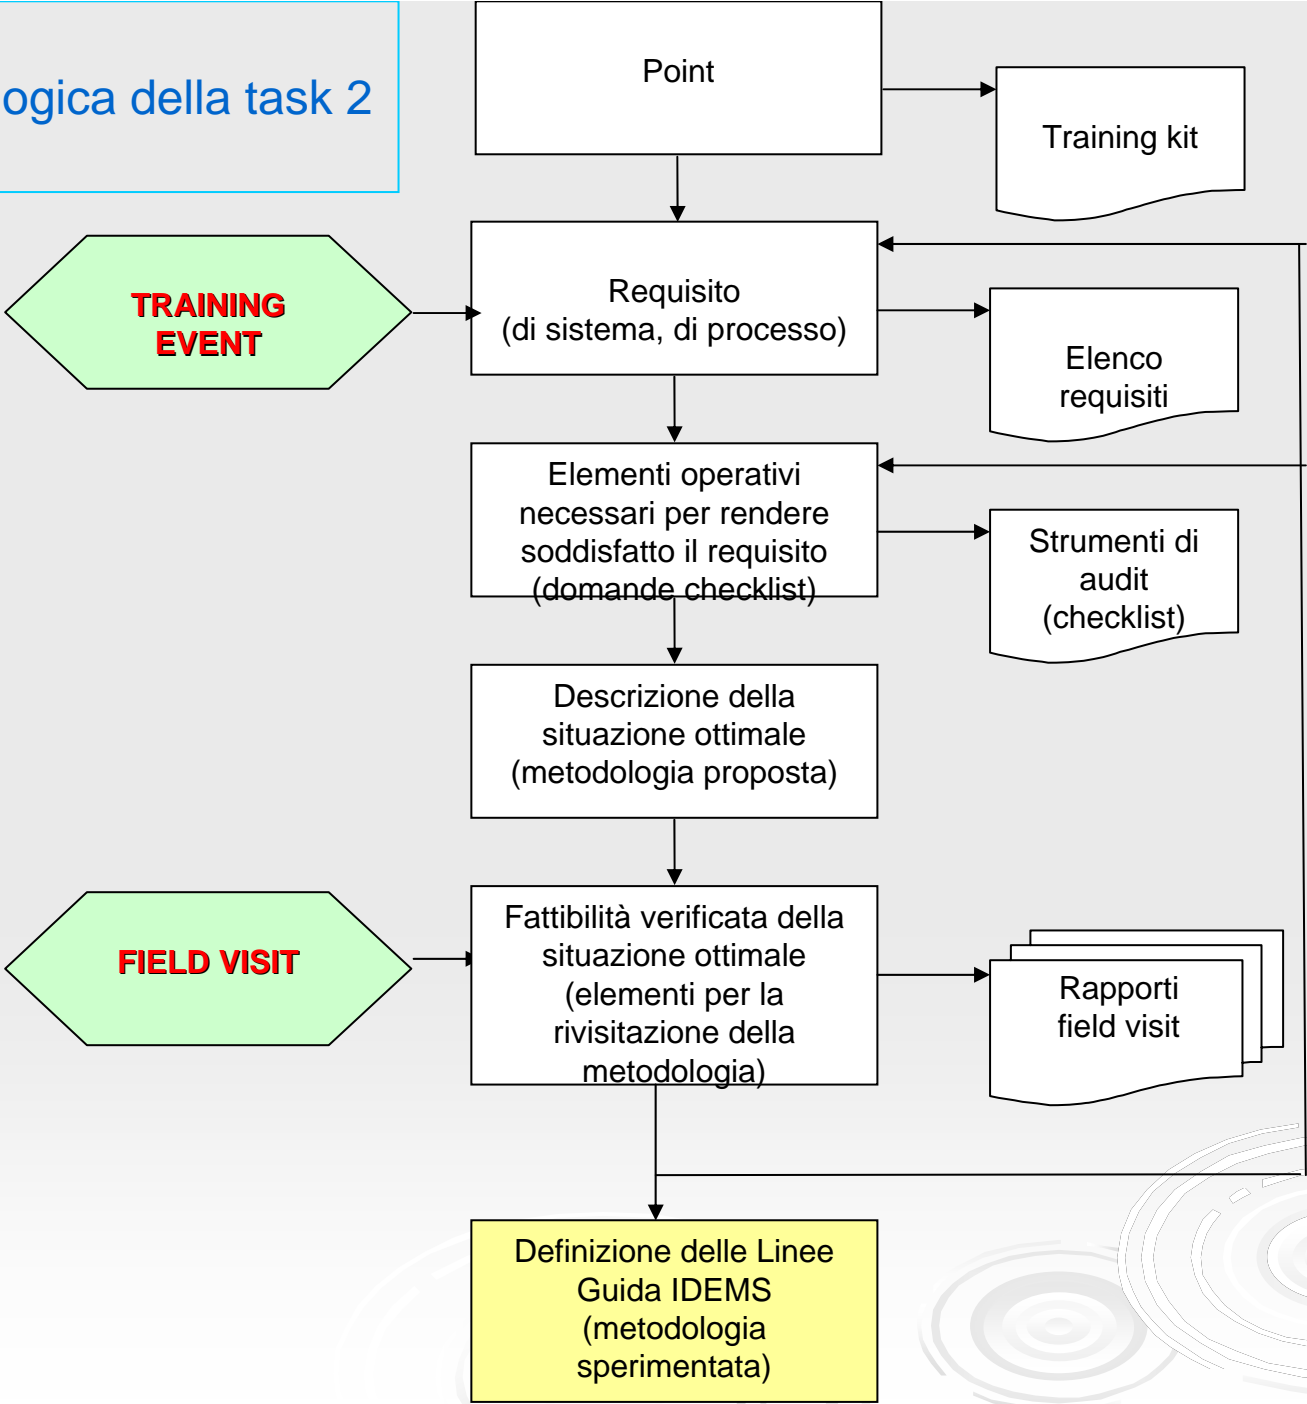 ogica della task 2
Point
Training kit
TRAINING
EVENT
Requisito
(di sistema, di processo)
Elenco
requisiti
Elementi operativi
necessari per rendere
soddisfatto il requisito
(domande checklist)
Strumenti di
audit
(checklist)
Descrizione della
situazione ottimale
(metodologia proposta)
FIELD VISIT
Fattibilità verificata della
situazione ottimale
(elementi per la
rivisitazione della
metodologia)
Rapporti
field visit
Definizione delle Linee
Guida IDEMS
(metodologia
sperimentata)